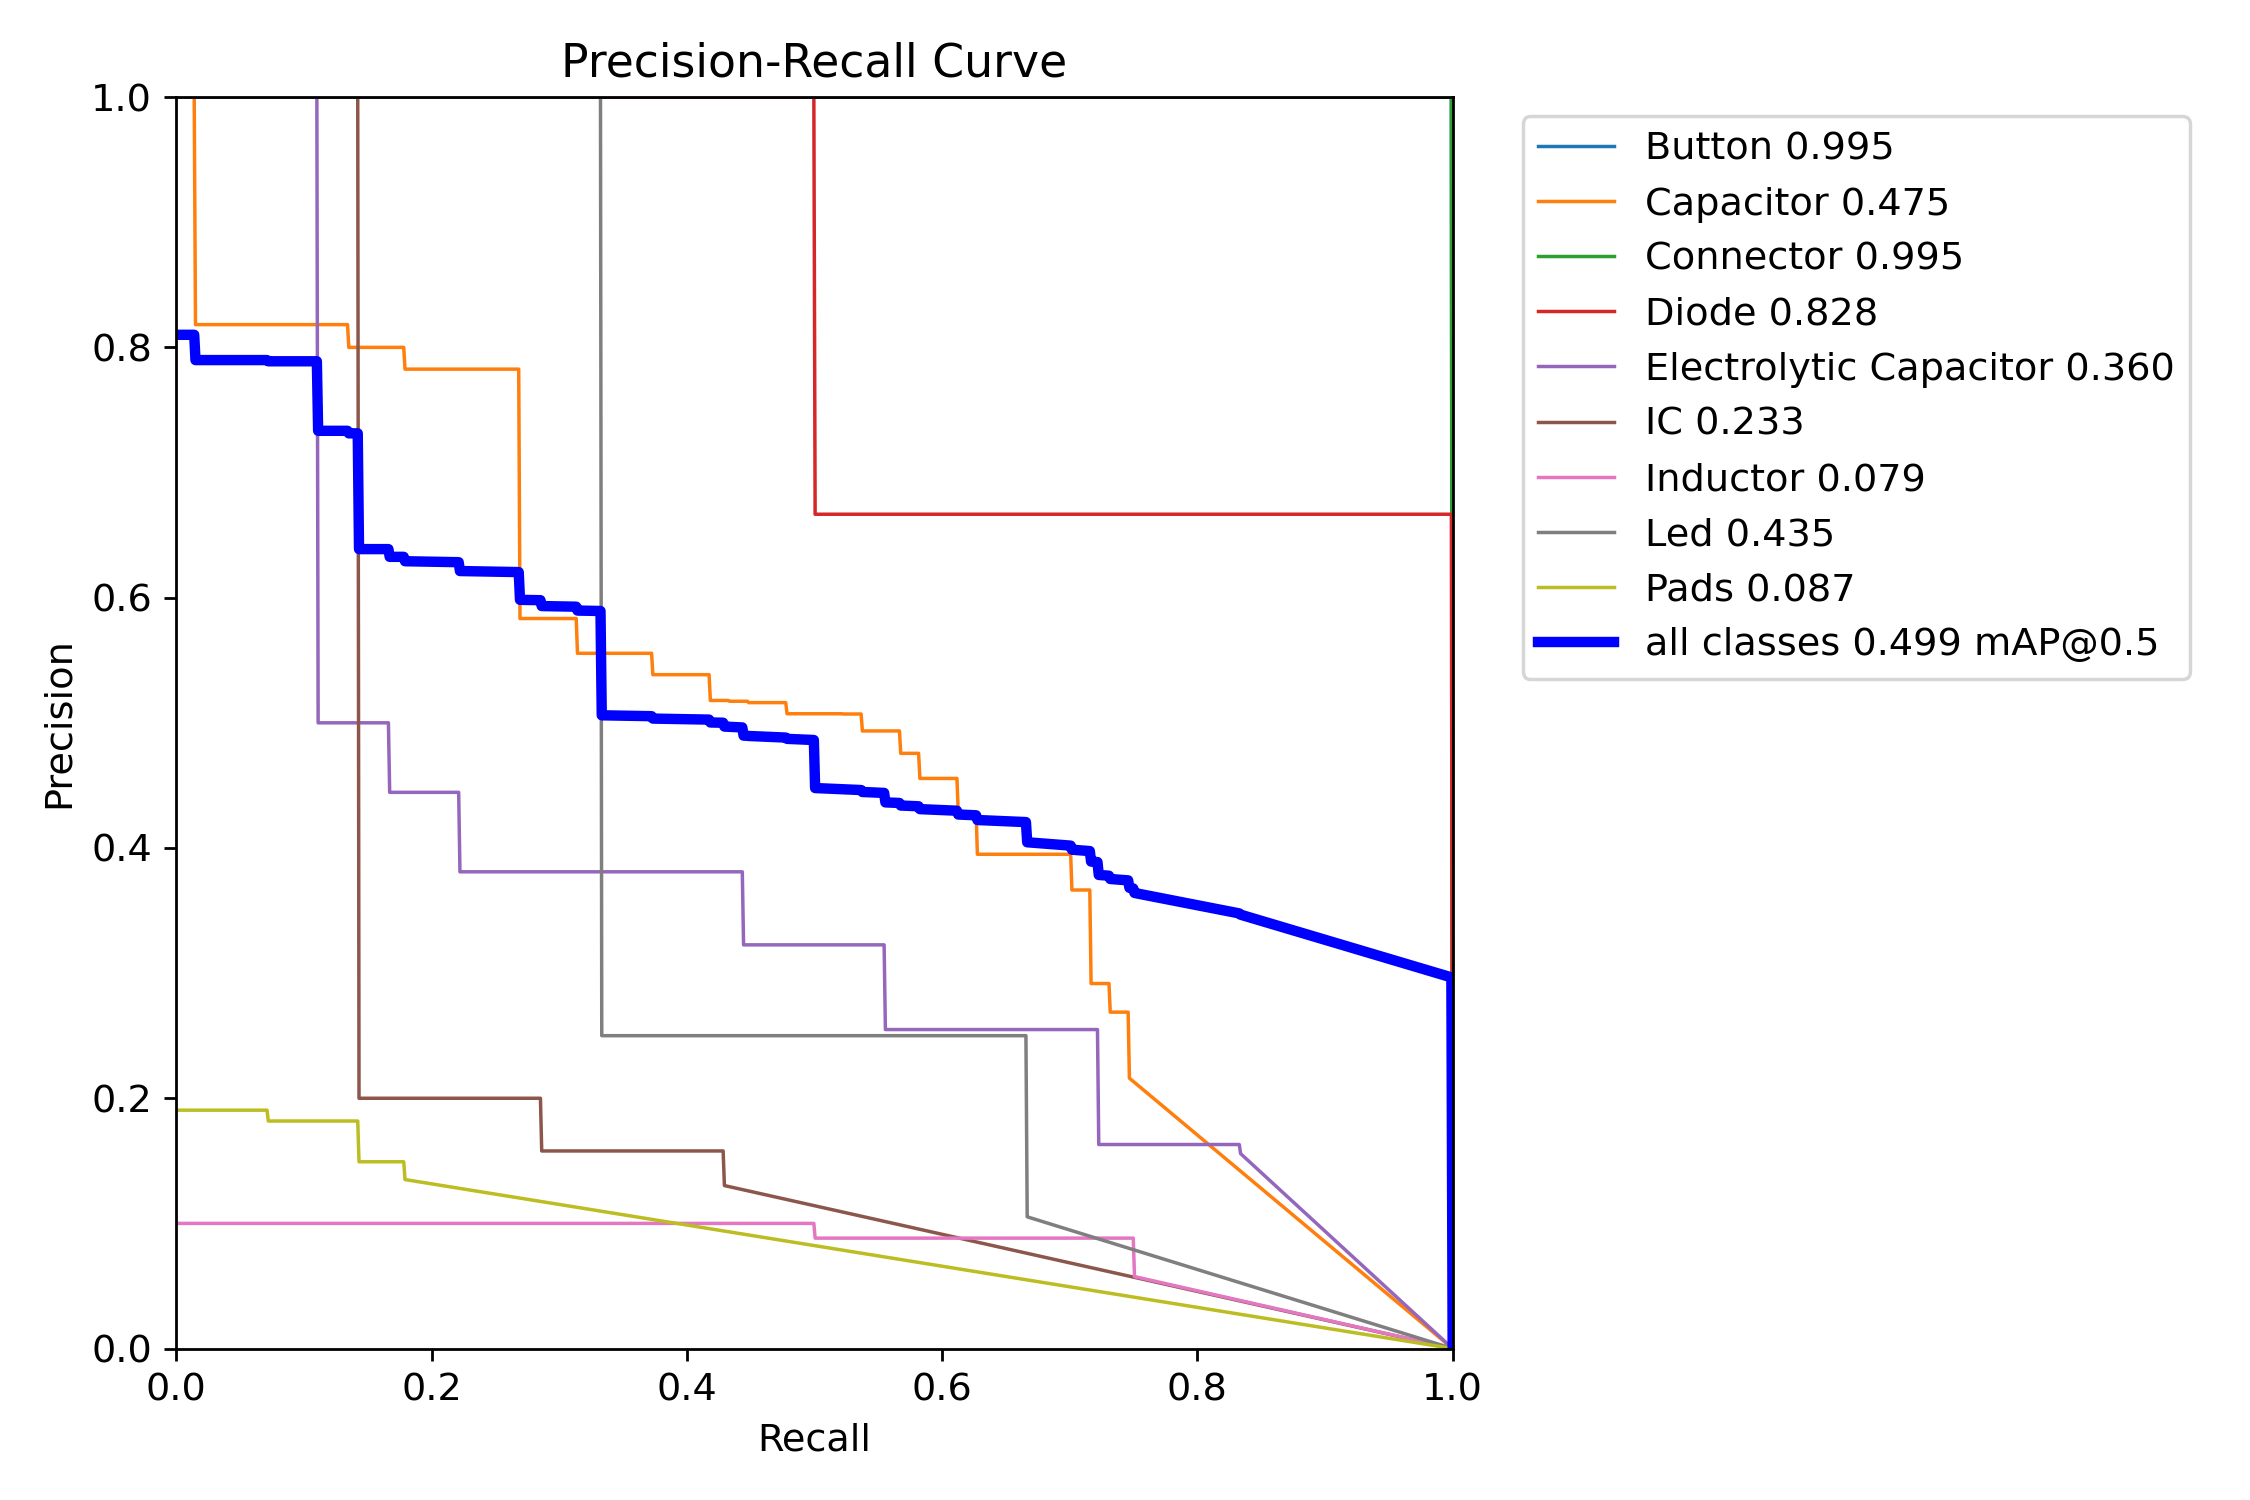 Precision-Recall Curve
1.0
0.8
0.6
0.4
0.2
0.0
Precision
0.0 0.2 0.4 0.6 0.8 1.0
Recall
Button 0.995
Capacitor 0.475
Connector 0.995
Diode 0.828
Electrolytic Capacitor 0.360
IC 0.233
Inductor 0.079
Led 0.435
Pads 0.087
all classes 0.499 mAP@0.5